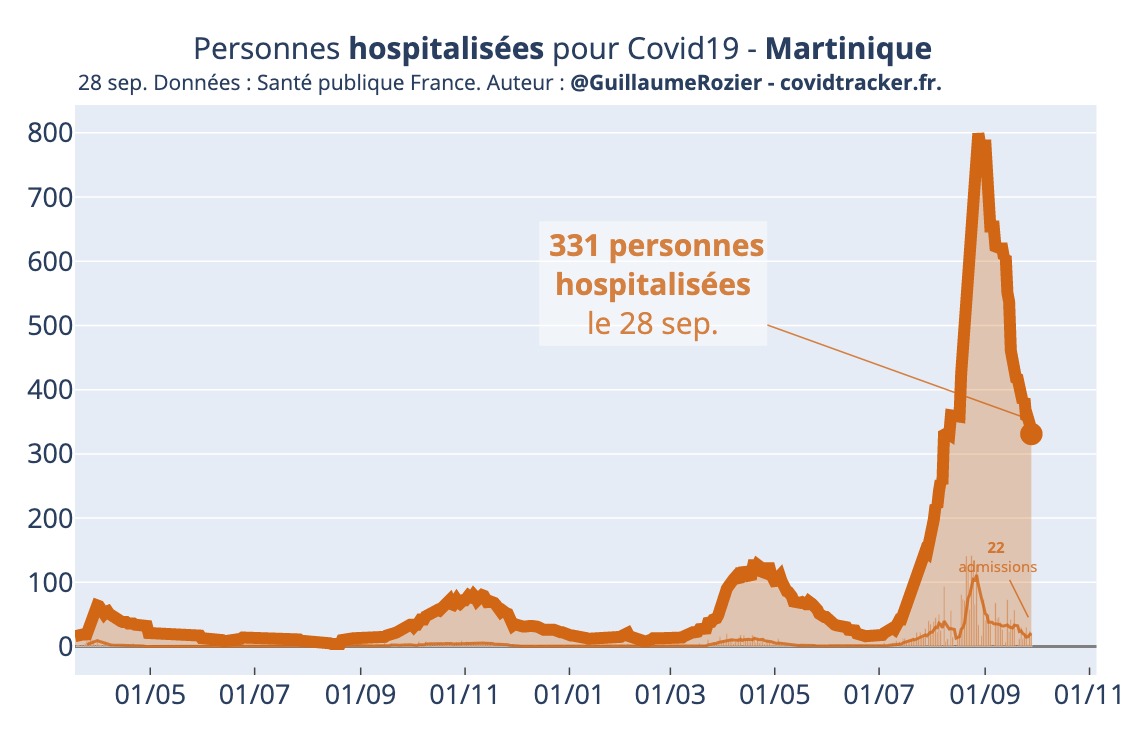 Personnes hospitalisées pour Covid19 - Martinique
28 sep. Données : Santé publique France. Auteur : @GuillaumeRozier - covidtracker.fr.
800
700
600
500
400
300
200
100
0
331 personnes
hospitalisées
le 28 sep.
22
admissions
01/05 01/07 01/09 01/11 01/01 01/03 01/05 01/07 01/09 01/11